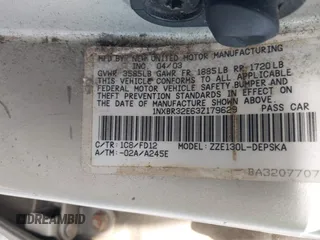 MFD BY NEW UNITED MOTOR MANUFACTURING
INC 04/03
GVWR 3585LB GAWR FR 1885LB RR 1720LB
THIS VEHICLE CONFORMS TO ALL APPLICABLE
FEDERAL MOTOR VEHICLE SAFETY BUMPER AND
THEFT PREVENTION STANDARDS IN EFFECT
ON THE DATE OF MANUFACTURE SHOWN ABOVE
1NXBR32E63Z179629 PASS CAR
C/TR: 1C8/FD12 MODEL: ZZE130L-DEPSKA
A/TM: -02A/A245E
BA3207707
DREAMBID